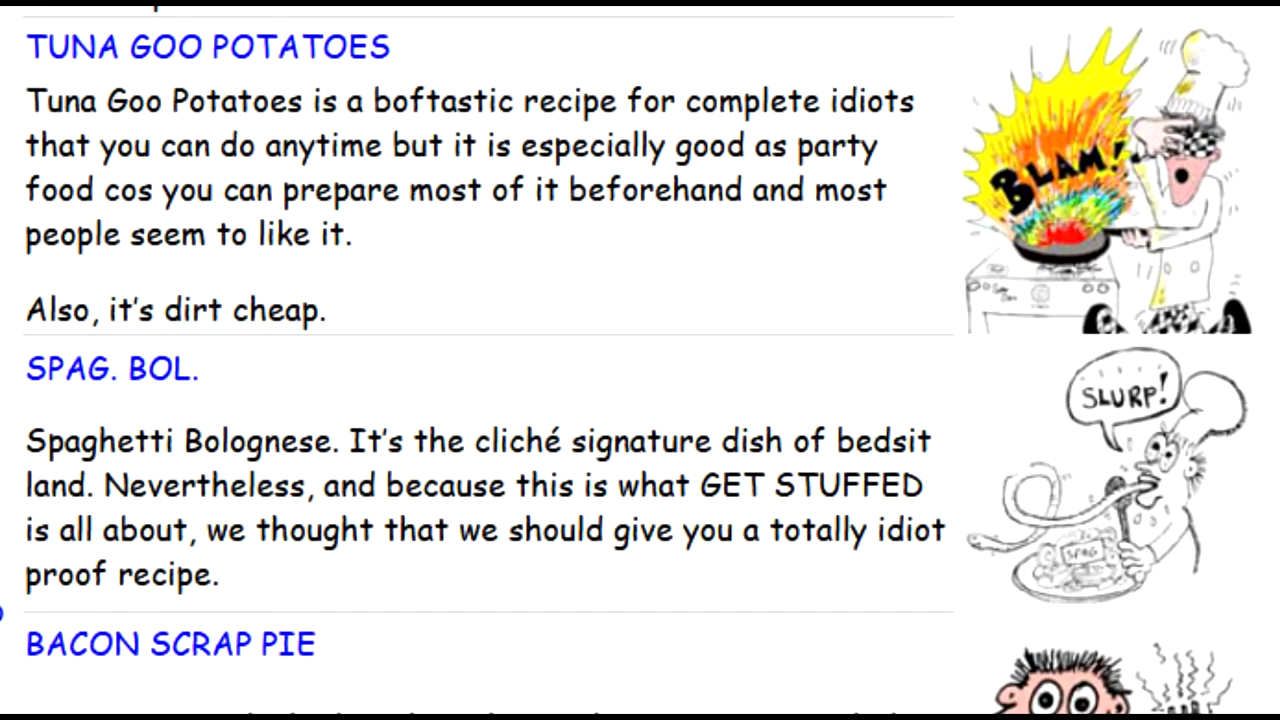 TUNA GOO POTATOES
Tuna Goo Potatoes is a boftastic recipe for complete idiots
that you can do anytime but it is especially good as party
food cos you can prepare most of it beforehand and most
people seem to like it.
Also, it's dirt cheap.
BLAM!
SPAG. BOL.
Spaghetti Bolognese. It's the cliché signature dish of bedsit
land. Nevertheless, and because this is what GET STUFFED
is all about, we thought that we should give you a totally idiot
proof recipe.
SLURP!
SPAG
BACON SCRAP PIE